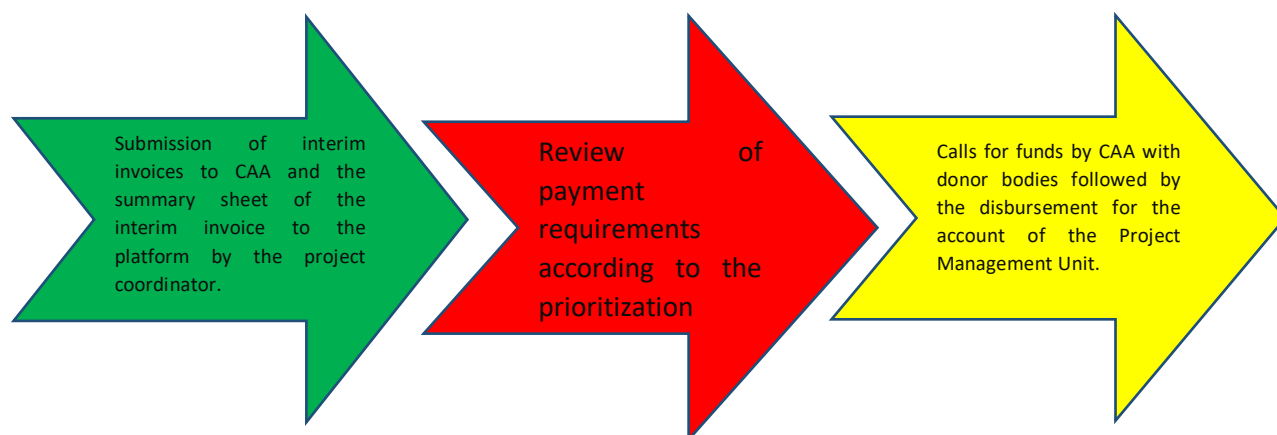 Submission of interim
invoices to CAA and the
summary sheet of the
interim invoice to the
platform by the project
coordinator.
Review of
payment
requirements
according to the
prioritization
Calls for funds by CAA with
donor bodies followed by
the disbursement for the
account of the Project
Management Unit.